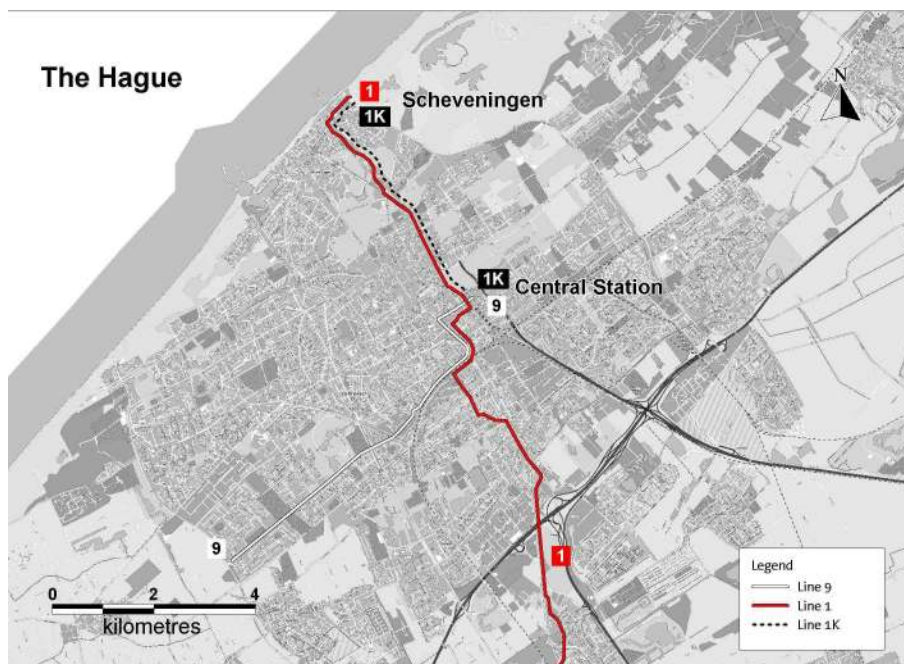 The Hague
1
Scheveningen
1K
N
1K
Central Station
9
9
1
0 2 4
kilometres
Legend
Line 9
Line 1
Line 1K